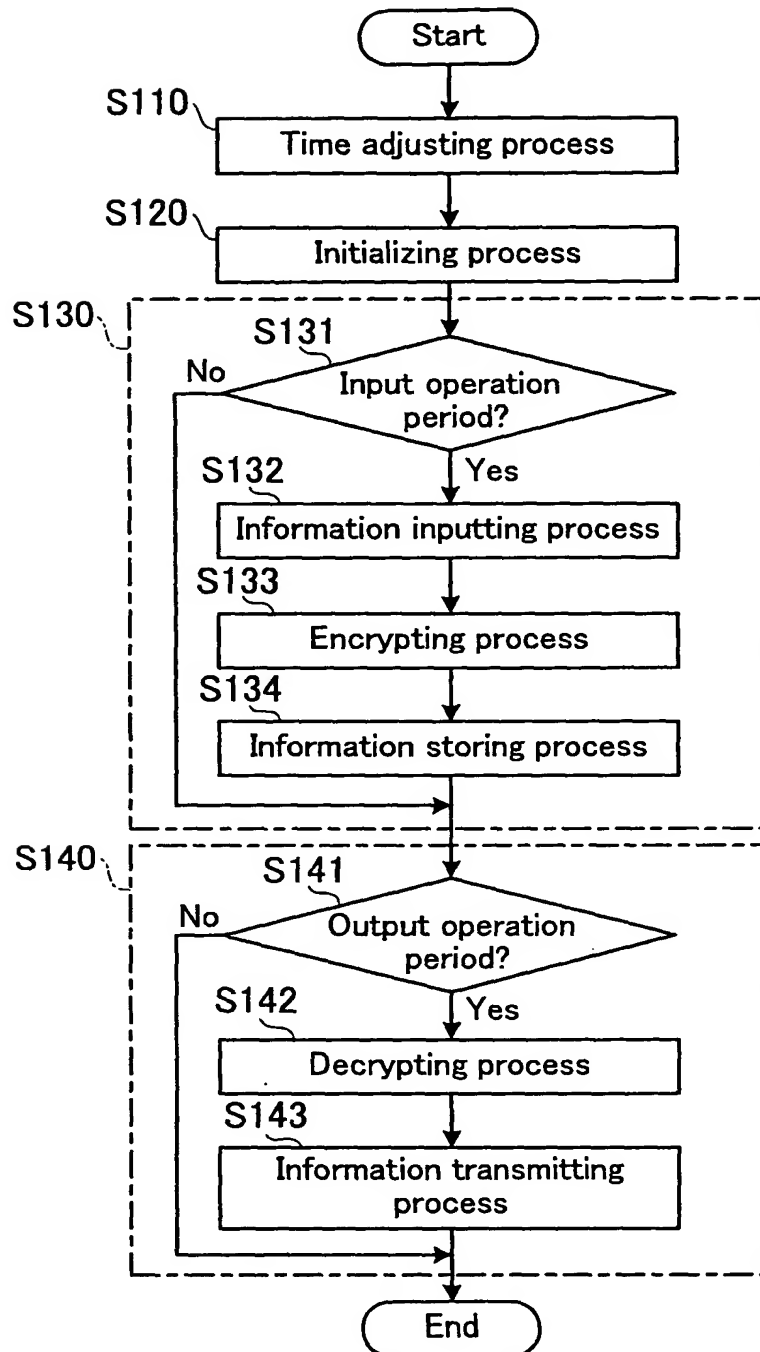 Start
S110
Time adjusting process
S120
Initializing process
S130
S131
No
Input operation
period?
Yes
S132
Information inputting process
S133
Encrypting process
S134
Information storing process
S140
S141
No
Output operation
period?
Yes
S142
Decrypting process
S143
Information transmitting
process
End